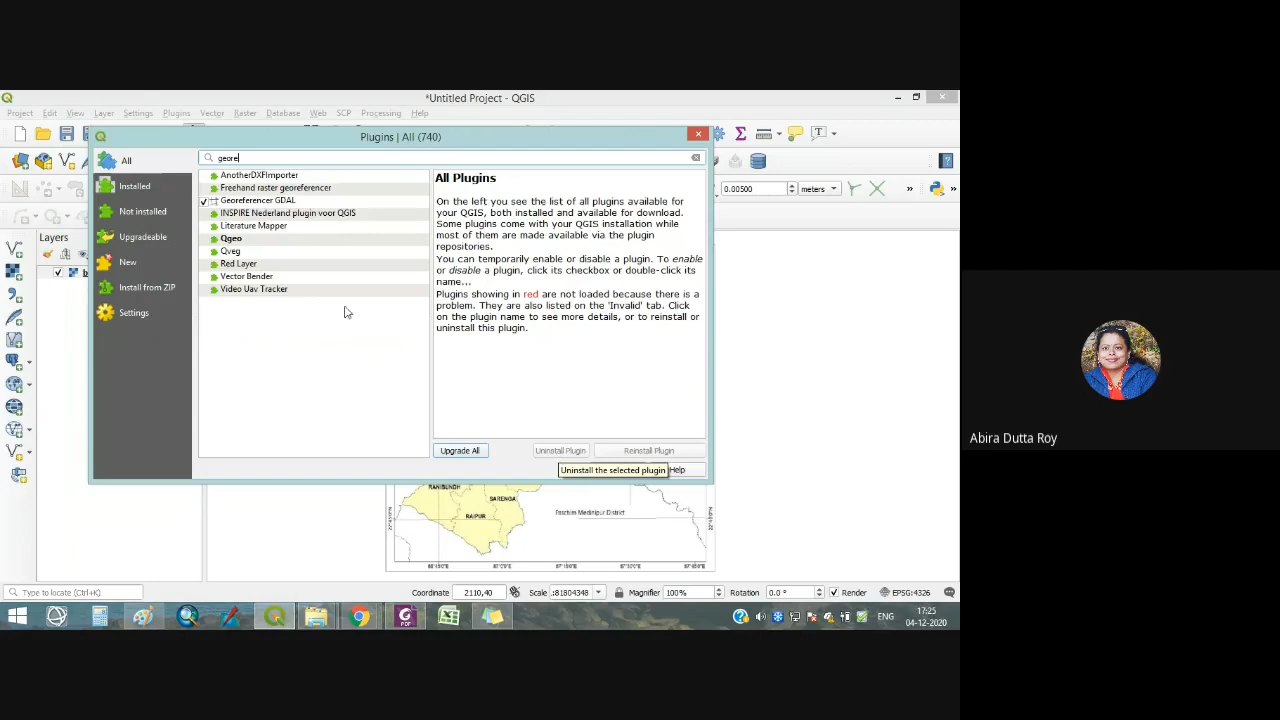 *Untitled Project - QGIS
Project Edit View Layer Settings Plugins Vector Raster Database Web SCP Processing Help
Plugins | All (740)
All
geore
Installed
Not installed
Upgradeable
New
Install from ZIP
Settings
AnotherDXFImporter
Freehand raster georeferencer
Georeferencer GDAL
INSPIRE Nederland plugin voor QGIS
Literature Mapper
Qgeo
Qveg
Red Layer
Vector Bender
Video Uav Tracker
All Plugins
On the left you see the list of all plugins available for
your QGIS, both installed and available for download.
Some plugins come with your QGIS installation while
most of them are made available via the plugin
repositories.
You can temporarily enable or disable a plugin. To enable
or disable a plugin, click its checkbox or double-click its
name...
Plugins showing in red are not loaded because there is a
problem. They are also listed on the 'Invalid' tab. Click
on the plugin name to see more details, or to reinstall or
uninstall this plugin.
Upgrade All
Uninstall Plugin
Reinstall Plugin
Uninstall the selected plugin
Help
0.00500
meters
Layers
b
RANIBUNDH
SARENGA
RAIPUR
Paschim Medinipur District
Type to locate (Ctrl+K)
Coordinate 2110,40
Scale :81804348
Magnifier 100%
Rotation 0.0 °
Render
EPSG:4326
ENG
17:25
04-12-2020
Abira Dutta Roy